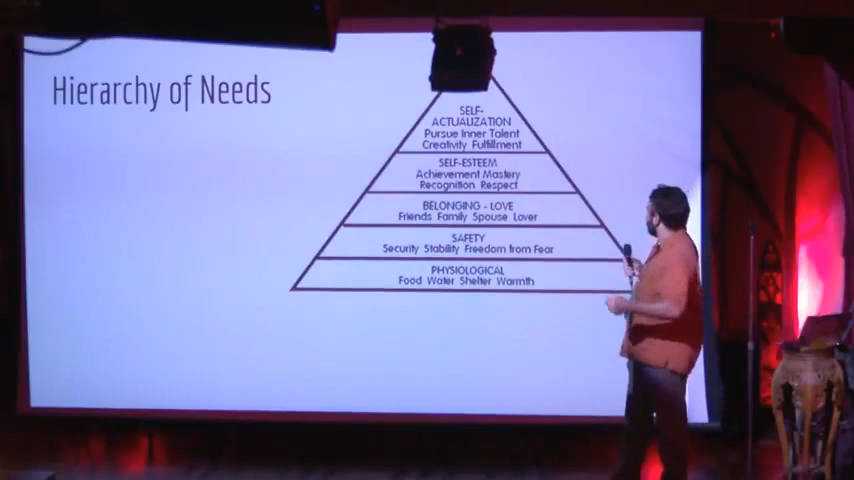 Hierarchy of Needs
SELF-
ACTUALIZATION
Pursue Inner Talent
Creativity Fulfillment
SELF-ESTEEM
Achievement Mastery
Recognition Respect
BELONGING - LOVE
Friends Family Spouse Lover
SAFETY
Security Stability Freedom from Fear
PHYSIOLOGICAL
Food Water Shelter Warmth